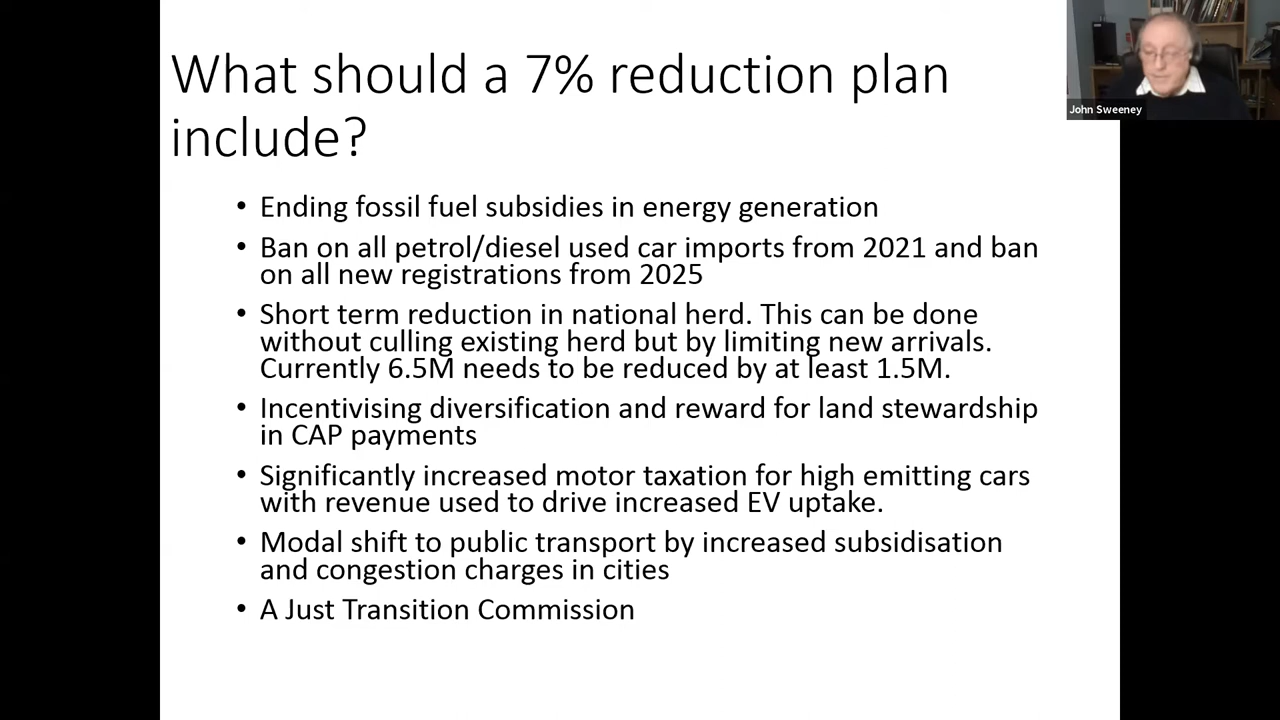 What should a 7% reduction plan
include?
John Sweeney
• Ending fossil fuel subsidies in energy generation
• Ban on all petrol/diesel used car imports from 2021 and ban
on all new registrations from 2025
• Short term reduction in national herd. This can be done
without culling existing herd but by limiting new arrivals.
Currently 6.5M needs to be reduced by at least 1.5M.
• Incentivising diversification and reward for land stewardship
in CAP payments
• Significantly increased motor taxation for high emitting cars
with revenue used to drive increased EV uptake.
• Modal shift to public transport by increased subsidisation
and congestion charges in cities
• A Just Transition Commission